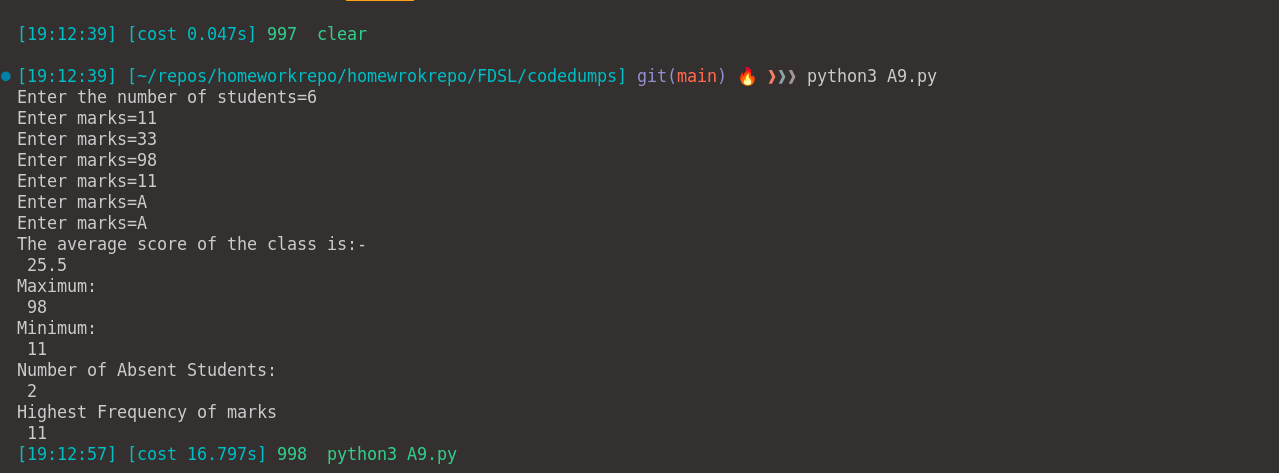 [19:12:39] [cost 0.047s] 997  clear
[19:12:39] [~/repos/homeworkrepo/homewrokrepo/FDSL/codedumps] git(main) 🔥 ❱❱❱ python3 A9.py
Enter the number of students=6
Enter marks=11
Enter marks=33
Enter marks=98
Enter marks=11
Enter marks=A
Enter marks=A
The average score of the class is:-
 25.5
Maximum:
 98
Minimum:
 11
Number of Absent Students:
 2
Highest Frequency of marks
 11
[19:12:57] [cost 16.797s] 998  python3 A9.py